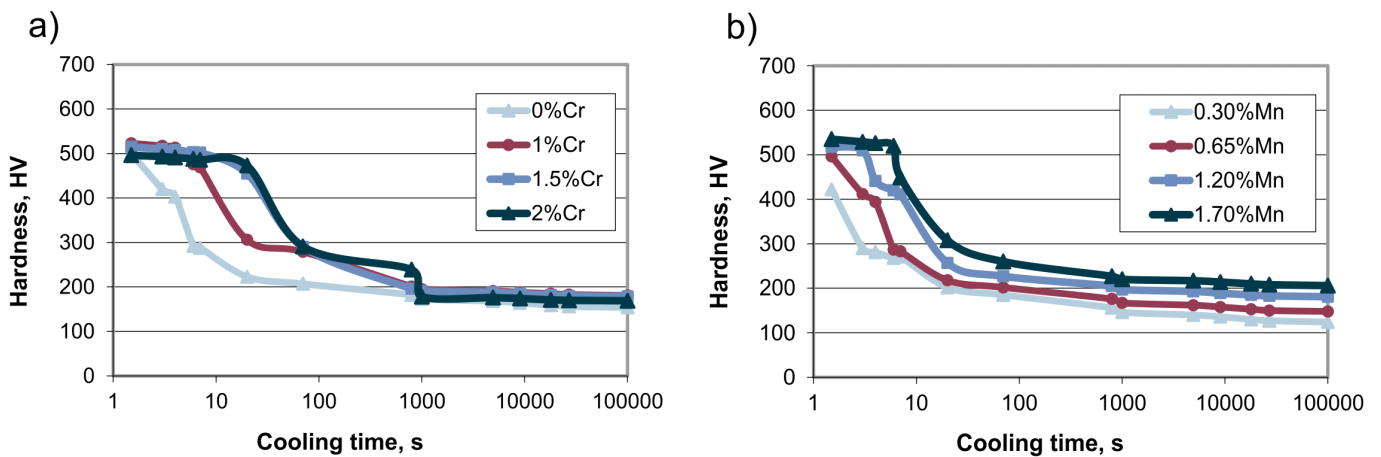 a)
700
600
500
400
300
200
100
0
Hardness, HV
0%Cr
1%Cr
1.5%Cr
2%Cr
1 10 100 1000 10000 100000
Cooling time, s
b)
700
600
500
400
300
200
100
0
Hardness, HV
0.30%Mn
0.65%Mn
1.20%Mn
1.70%Mn
1 10 100 1000 10000 100000
Cooling time, s